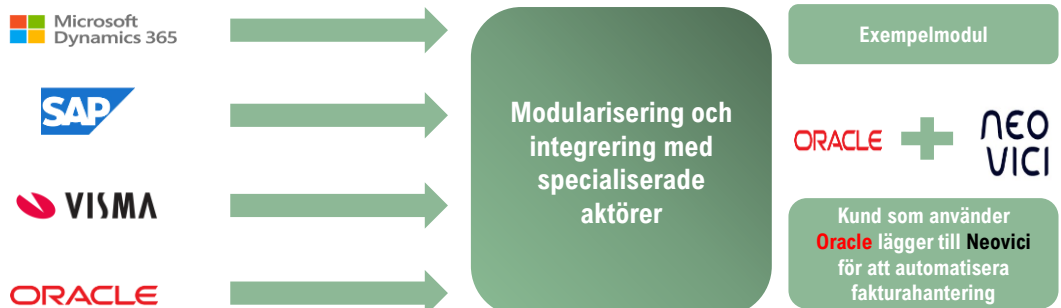 Microsoft
Dynamics 365
SAP
VISMA
ORACLE
Modularisering och
integrering med
specialiserade
aktörer
Exempelmodul
ORACLE
NEO
VICI
Kund som använder
Oracle lägger till Neovici
för att automatisera
fakturahantering